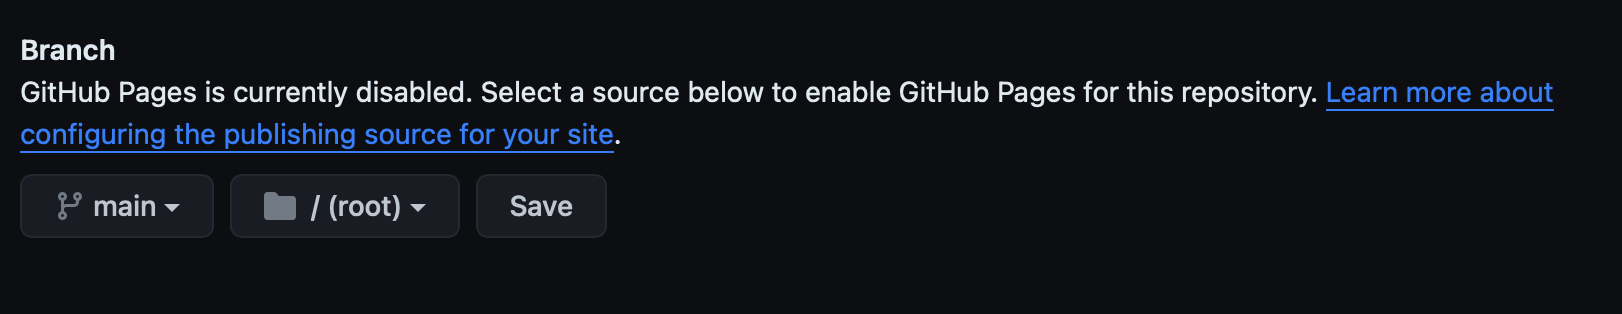 Branch
GitHub Pages is currently disabled. Select a source below to enable GitHub Pages for this repository. Learn more about
configuring the publishing source for your site.
main / (root) Save